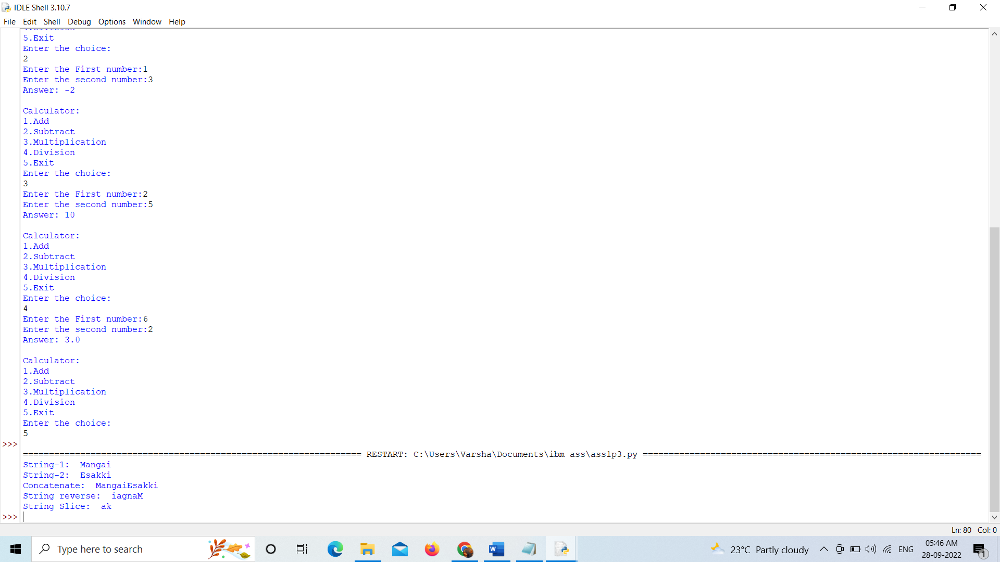 IDLE Shell 3.10.7
File Edit Shell Debug Options Window Help
4.Division
5.Exit
Enter the choice:
2
Enter the First number:1
Enter the second number:3
Answer: -2
Calculator:
1.Add
2.Subtract
3.Multiplication
4.Division
5.Exit
Enter the choice:
3
Enter the First number:2
Enter the second number:5
Answer: 10
Calculator:
1.Add
2.Subtract
3.Multiplication
4.Division
5.Exit
Enter the choice:
4
Enter the First number:6
Enter the second number:2
Answer: 3.0
Calculator:
1.Add
2.Subtract
3.Multiplication
4.Division
5.Exit
Enter the choice:
5
>>>
================================================================= RESTART: C:\Users\Varsha\Documents\ibm ass\ass1p3.py =================================================================
String-1:  Mangai
String-2:  Esakki
Concatenate:  MangaiEsakki
String reverse:  iagnaM
String Slice:  ak
>>>
Ln: 80 Col: 0
Type here to search
23°C Partly cloudy
ENG
05:46 AM
28-09-2022
1